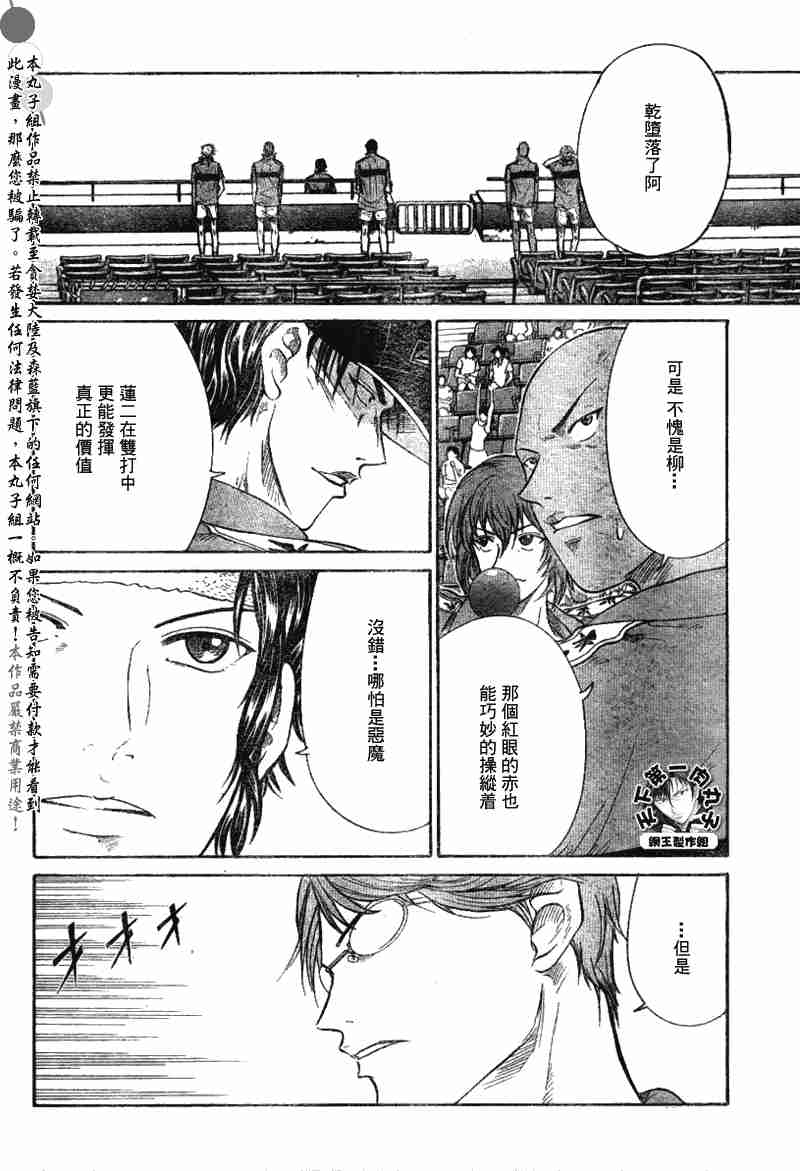 乾墮落了阿
可是 不愧是柳…
那個紅眼的赤也
能巧妙的操縱着
蓮二在雙打中
更能發揮
真正的價值
沒錯…哪怕是惡魔
…但是
オオオ
天下第一肉丸子
網王製作組
本丸子組作品禁止轉載至貪婪大陸及森藍旗下的任何網站。如果您被告知需要付款才能看到
此漫畫，那麼您被騙了。若發生任何法律問題，本丸子組一概不負責！本作品嚴禁商業用途！